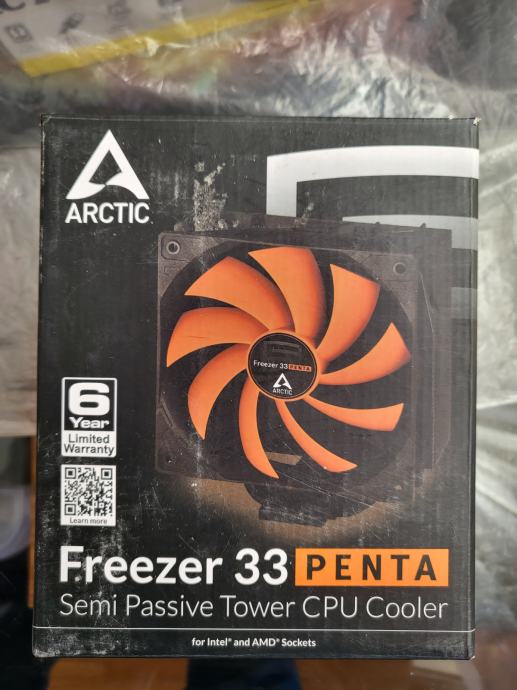 ARCTIC
Freezer 33 PENTA
ARCTIC
6
Year
Limited
Warranty
Learn more
Freezer 33 PENTA
Semi Passive Tower CPU Cooler
for Intel® and AMD® Sockets